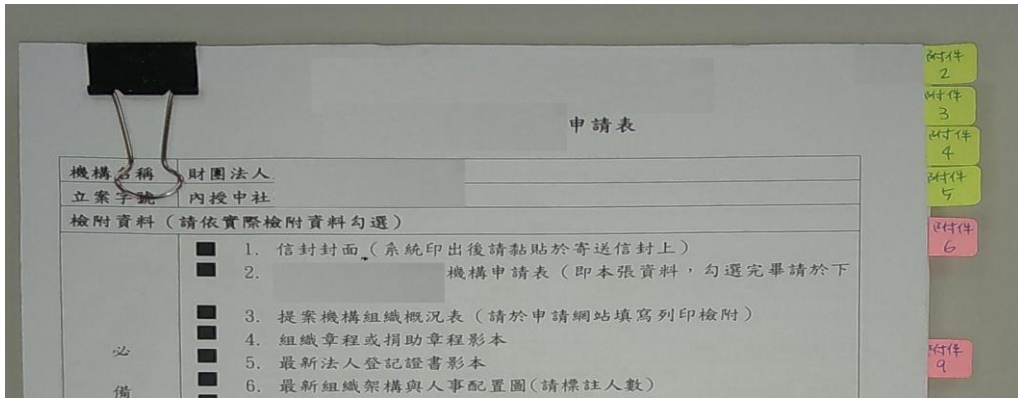 申請表
機構名稱 財團法人
立案字號 內授中社
檢附資料（請依實際檢附資料勾選）
1. 信封封面（系統印出後請黏貼於寄送信封上）
2. 機構申請表（即本張資料，勾選完畢請於下
3. 提案機構組織概況表（請於申請網站填寫列印檢附）
4. 組織章程或捐助章程影本
5. 最新法人登記證書影本
6. 最新組織架構與人事配置圖(請標註人數)
必
備
附件
2
附件
3
附件
4
附件
5
附件
6
附件
9